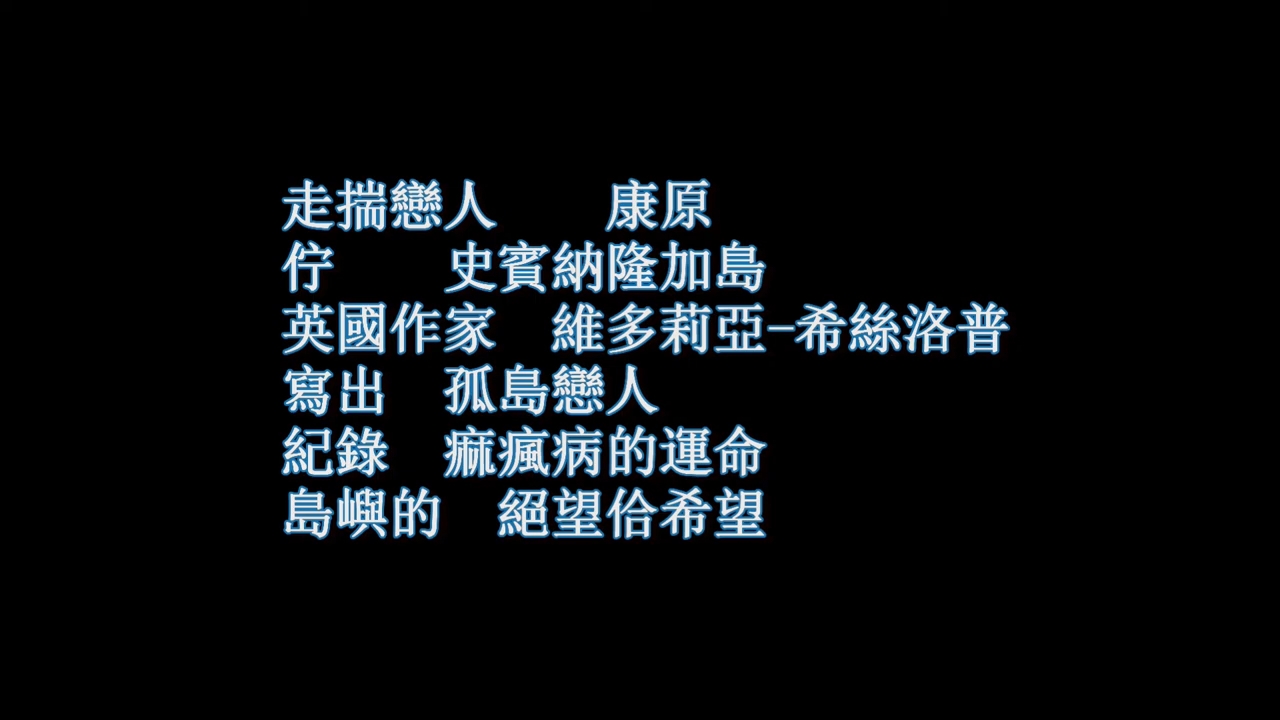 走揣戀人　　康原
佇　　史賓納隆加島
英國作家　維多莉亞-希絲洛普
寫出　孤島戀人
紀錄　痲瘋病的運命
島嶼的　絕望佮希望